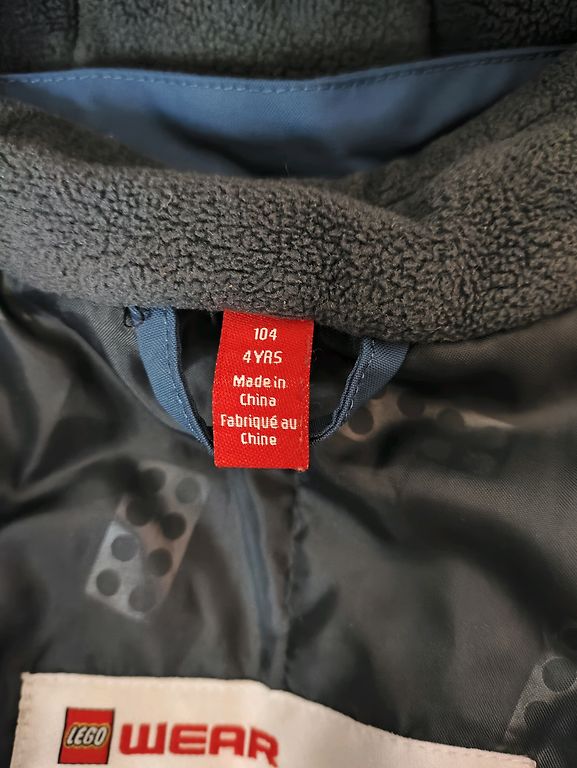 104
4YRS
Made in
China
Fabriqué au
Chine
LEGO WEAR